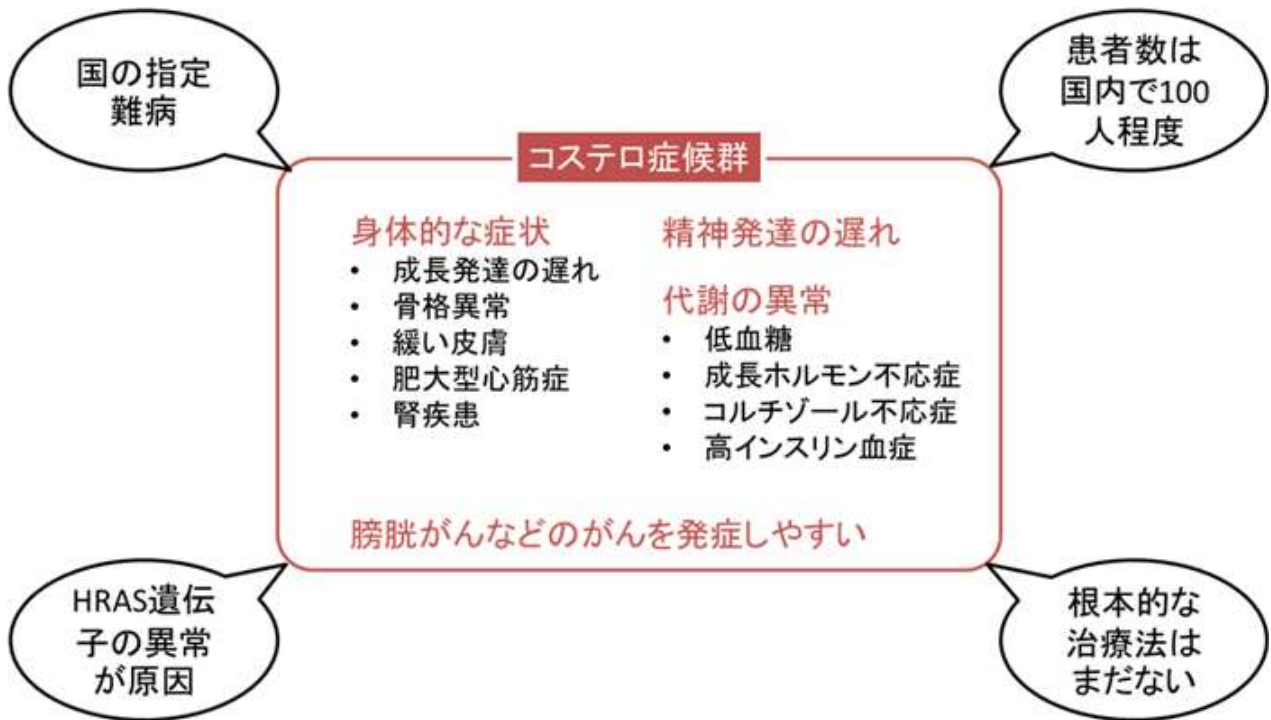 国の指定
難病
患者数は
国内で100
人程度
コステロ症候群
身体的な症状
• 成長発達の遅れ
• 骨格異常
• 緩い皮膚
• 肥大型心筋症
• 腎疾患
精神発達の遅れ
代謝の異常
• 低血糖
• 成長ホルモン不応症
• コルチゾール不応症
• 高インスリン血症
膀胱がんなどのがんを発症しやすい
HRAS遺伝
子の異常
が原因
根本的な
治療法は
まだない